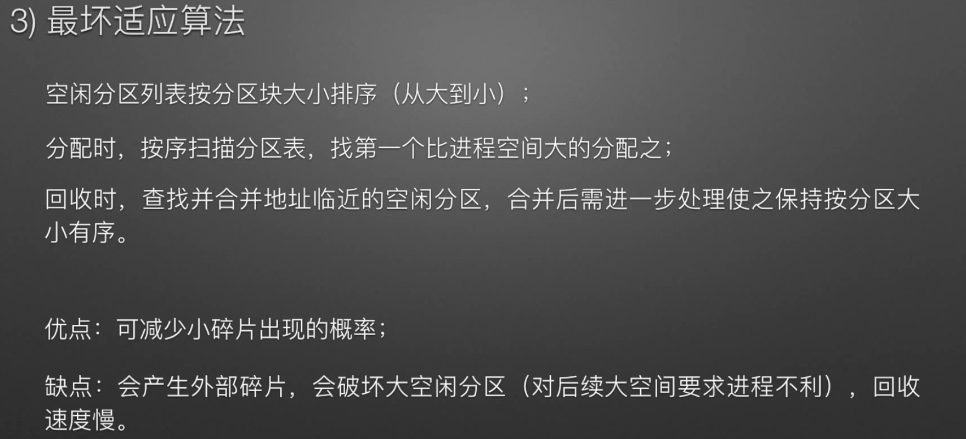 3) 最坏适应算法
空闲分区列表按分区块大小排序（从大到小）;
分配时，按序扫描分区表，找第一个比进程空间大的分配之;
回收时，查找并合并地址临近的空闲分区，合并后需进一步处理使之保持按分区大
小有序。
优点：可减少小碎片出现的概率;
缺点：会产生外部碎片，会破坏大空闲分区（对后续大空间要求进程不利），回收
速度慢。